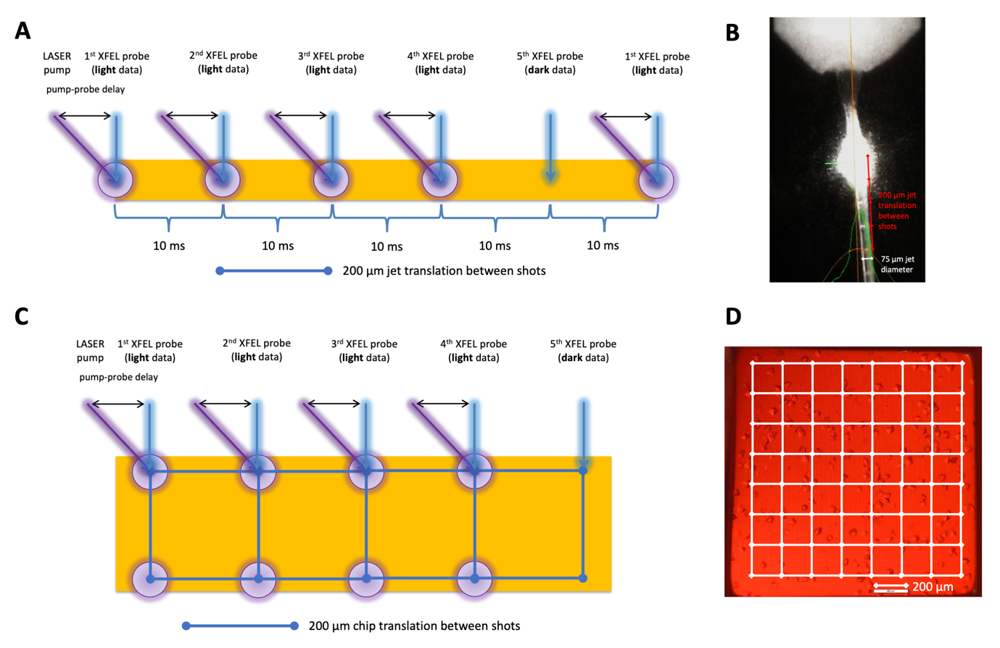 A
LASER
pump
1st XFEL probe
(light data)
2nd XFEL probe
(light data)
3rd XFEL probe
(light data)
4th XFEL probe
(light data)
5th XFEL probe
(dark data)
1st XFEL probe
(light data)
pump-probe delay
10 ms
10 ms
10 ms
10 ms
10 ms
200 µm jet translation between shots
B
200 µm jet
translation
between
shots
75 µm jet
diameter
C
LASER
pump
1st XFEL probe
(light data)
2nd XFEL probe
(light data)
3rd XFEL probe
(light data)
4th XFEL probe
(light data)
5th XFEL probe
(dark data)
pump-probe delay
200 µm chip translation between shots
D
200 µm